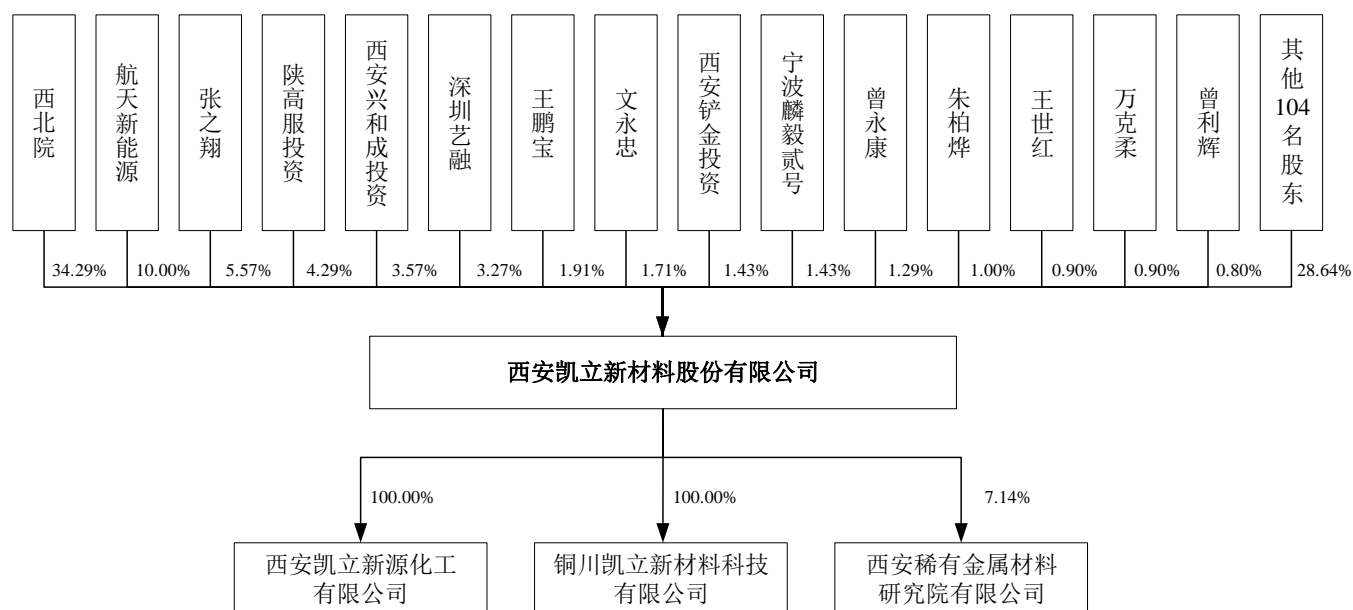 西北院
航天新能源
张之翔
陕高服投资
西安兴和成投资
深圳艺融
王鹏宝
文永忠
西安铲金投资
宁波麟毅贰号
曾永康
朱柏烨
王世红
万克柔
曾利辉
其他104名股东
34.29%
10.00%
5.57%
4.29%
3.57%
3.27%
1.91%
1.71%
1.43%
1.43%
1.29%
1.00%
0.90%
0.90%
0.80%
28.64%
西安凯立新材料股份有限公司
100.00%
100.00%
7.14%
西安凯立新源化工
有限公司
铜川凯立新材料科技
有限公司
西安稀有金属材料
研究院有限公司